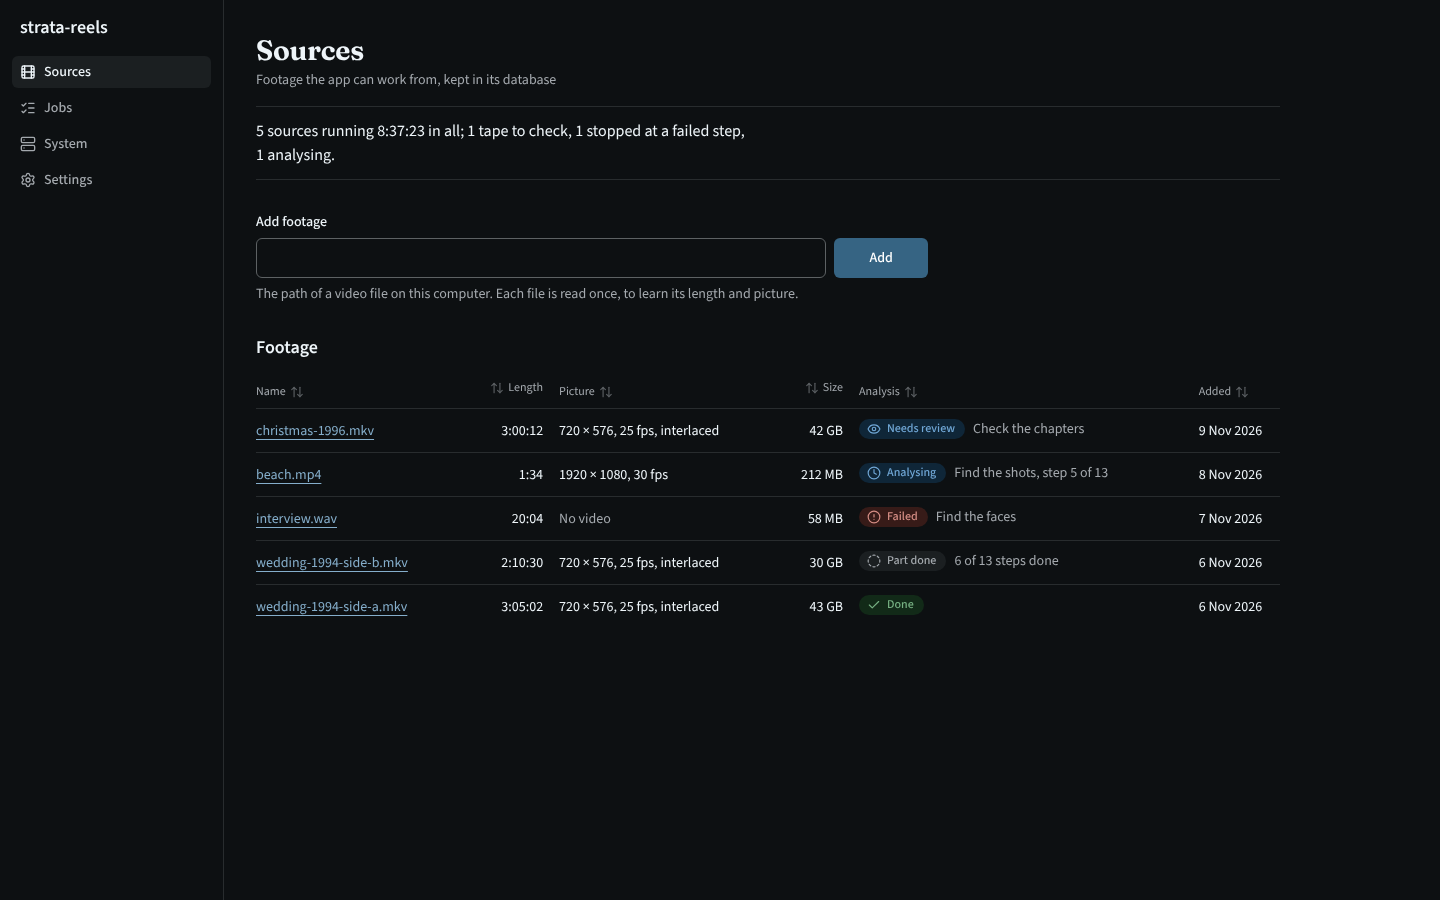 strata-reels
Sources
Jobs
System
Settings
Sources
Footage the app can work from, kept in its database
5 sources running 8:37:23 in all; 1 tape to check, 1 stopped at a failed step,
1 analysing.
Add footage
Add
The path of a video file on this computer. Each file is read once, to learn its length and picture.
Footage
Name Length Picture Size Analysis Added
christmas-1996.mkv 3:00:12 720 × 576, 25 fps, interlaced 42 GB Needs review Check the chapters 9 Nov 2026
beach.mp4 1:34 1920 × 1080, 30 fps 212 MB Analysing Find the shots, step 5 of 13 8 Nov 2026
interview.wav 20:04 No video 58 MB Failed Find the faces 7 Nov 2026
wedding-1994-side-b.mkv 2:10:30 720 × 576, 25 fps, interlaced 30 GB Part done 6 of 13 steps done 6 Nov 2026
wedding-1994-side-a.mkv 3:05:02 720 × 576, 25 fps, interlaced 43 GB Done 6 Nov 2026